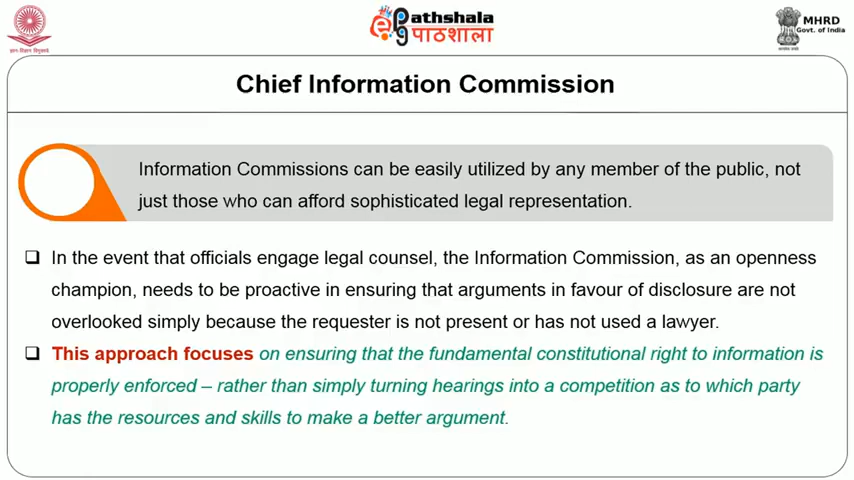 ePathshala
पाठशाला
MHRD
Govt. of India
Chief Information Commission
Information Commissions can be easily utilized by any member of the public, not
just those who can afford sophisticated legal representation.
❑ In the event that officials engage legal counsel, the Information Commission, as an openness
champion, needs to be proactive in ensuring that arguments in favour of disclosure are not
overlooked simply because the requester is not present or has not used a lawyer.
❑ This approach focuses on ensuring that the fundamental constitutional right to information is
properly enforced – rather than simply turning hearings into a competition as to which party
has the resources and skills to make a better argument.